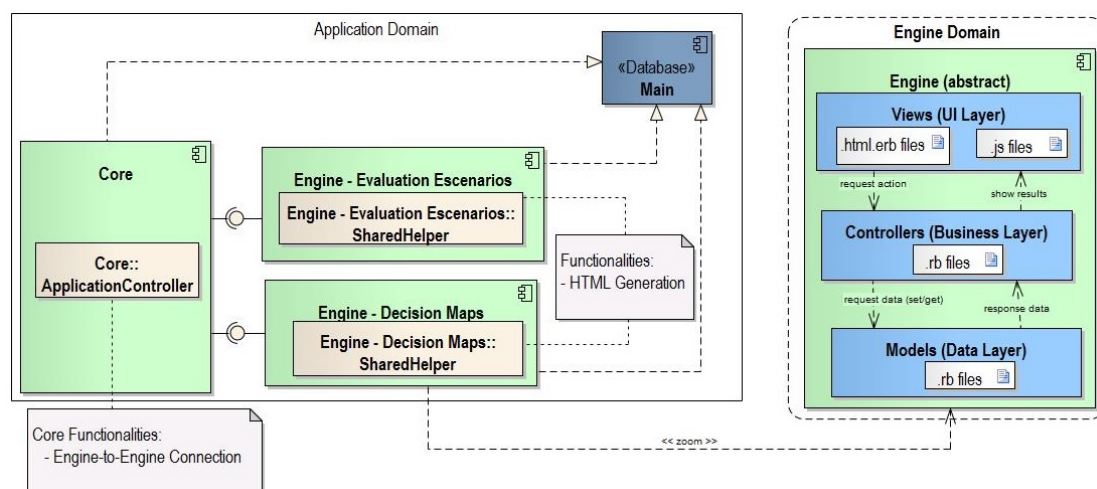 Application Domain
«Database»
Main
Core
Core::
ApplicationController
Engine - Evaluation Escenarios
Engine - Evaluation Escenarios::
SharedHelper
Functionalities:
- HTML Generation
Engine - Decision Maps
Engine - Decision Maps::
SharedHelper
Core Functionalities:
- Engine-to-Engine Connection
<< zoom >>
Engine Domain
Engine (abstract)
Views (UI Layer)
.html.erb files
.js files
request action
show results
Controllers (Business Layer)
.rb files
request data (set/get)
response data
Models (Data Layer)
.rb files